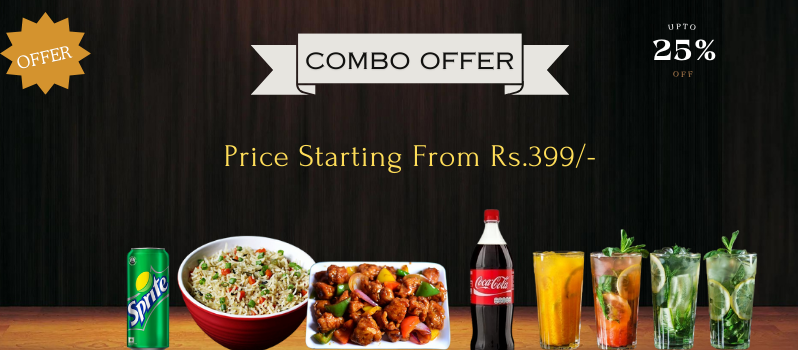 OFFER
COMBO OFFER
UPTO
25%
OFF
Price Starting From Rs.399/-
Sprite
Coca-Cola